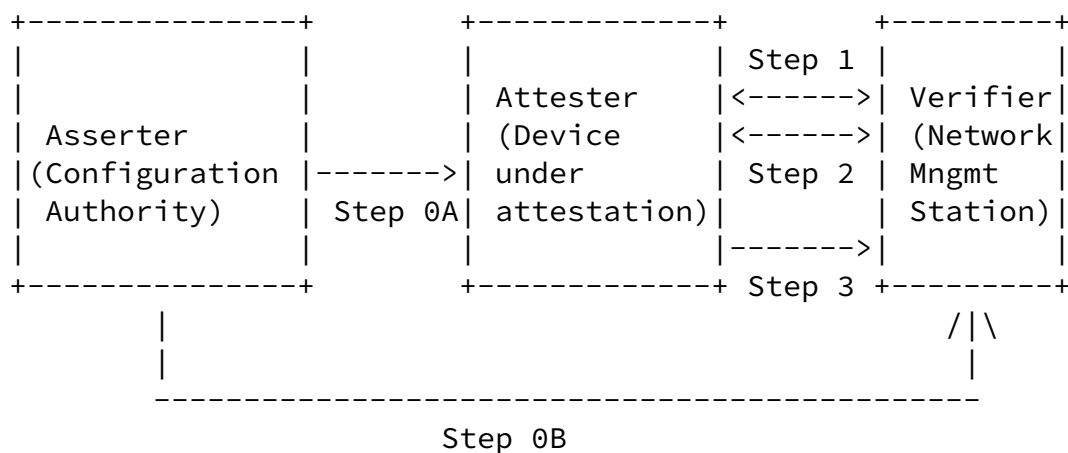 Step 1
Attester
Verifier
Asserter
(Device
(Network
(Configuration
under
Step 2
Mngmt
Authority)
Step 0A
attestation)
Station)
Step 3
Step 0B